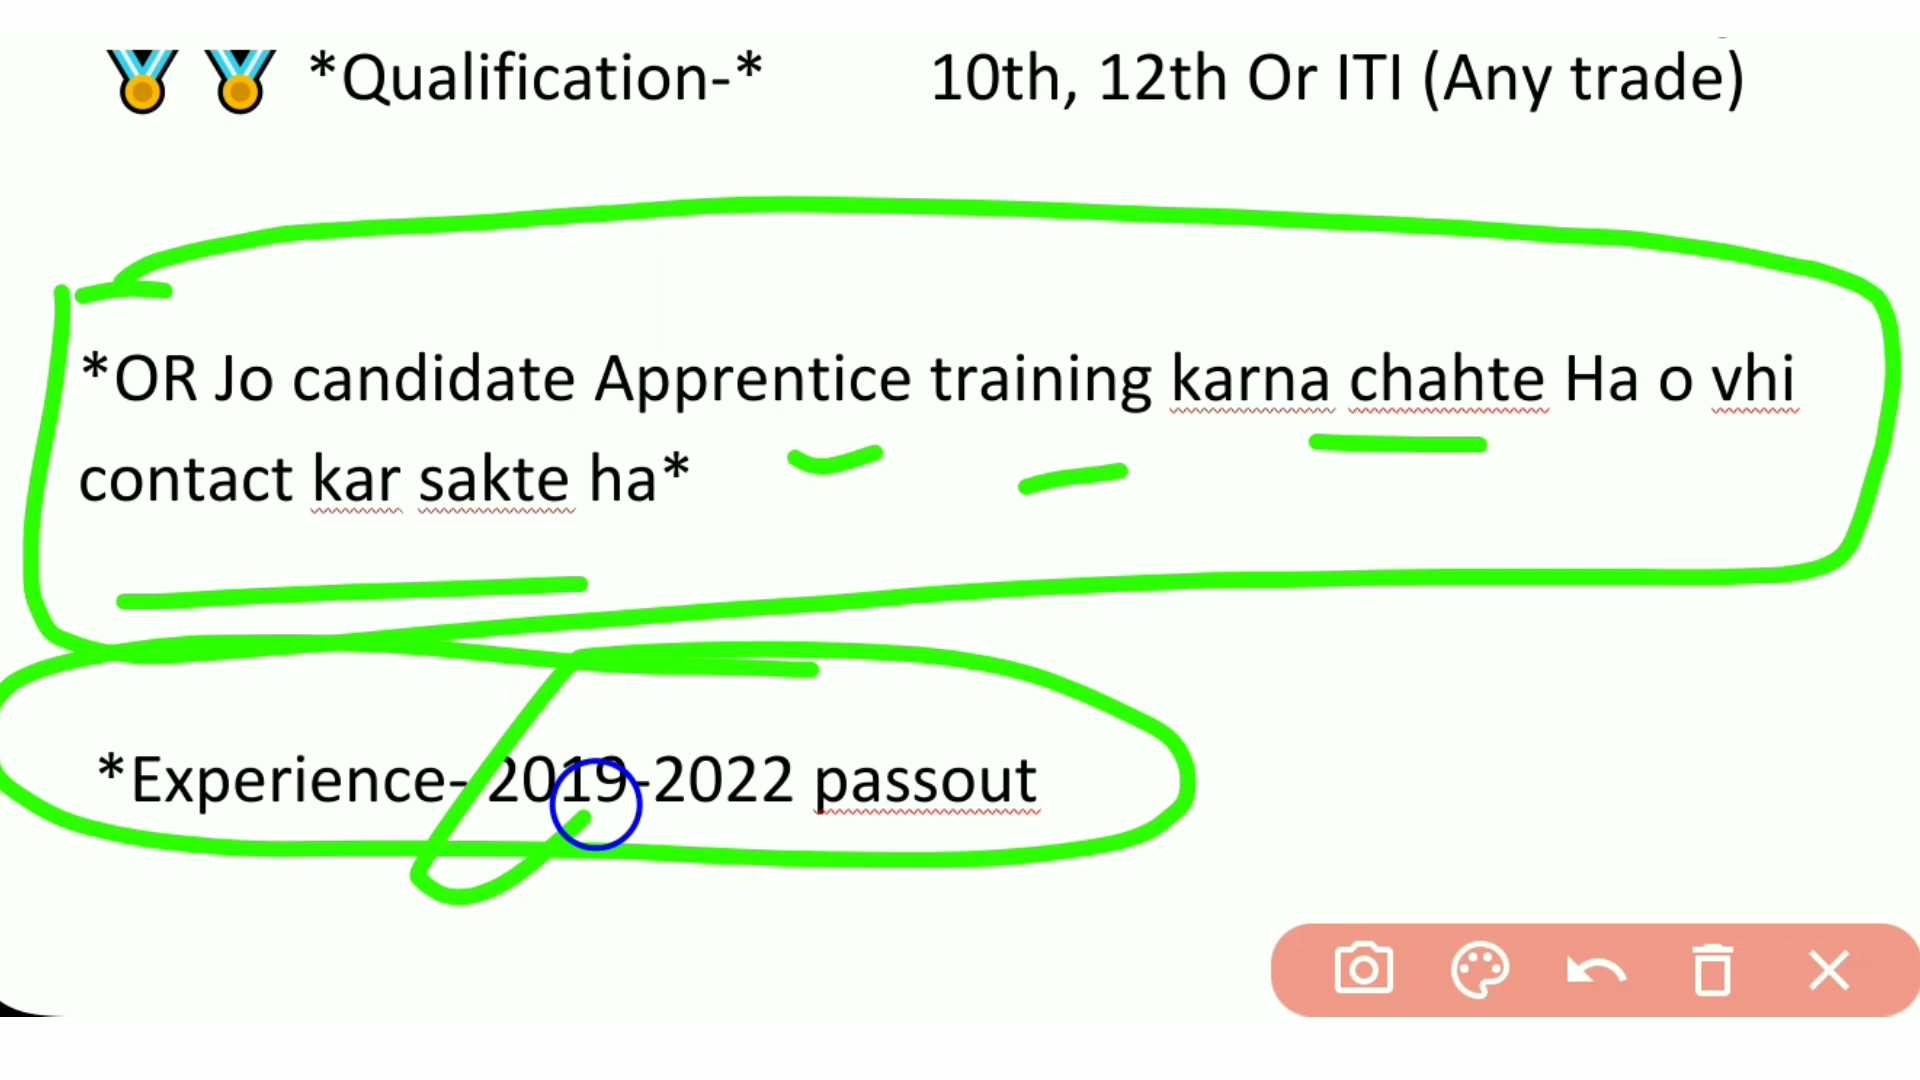 *Qualification-* 10th, 12th Or ITI (Any trade)
*OR Jo candidate Apprentice training karna chahte Ha o vhi
contact kar sakte ha*
*Experience- 2019-2022 passout